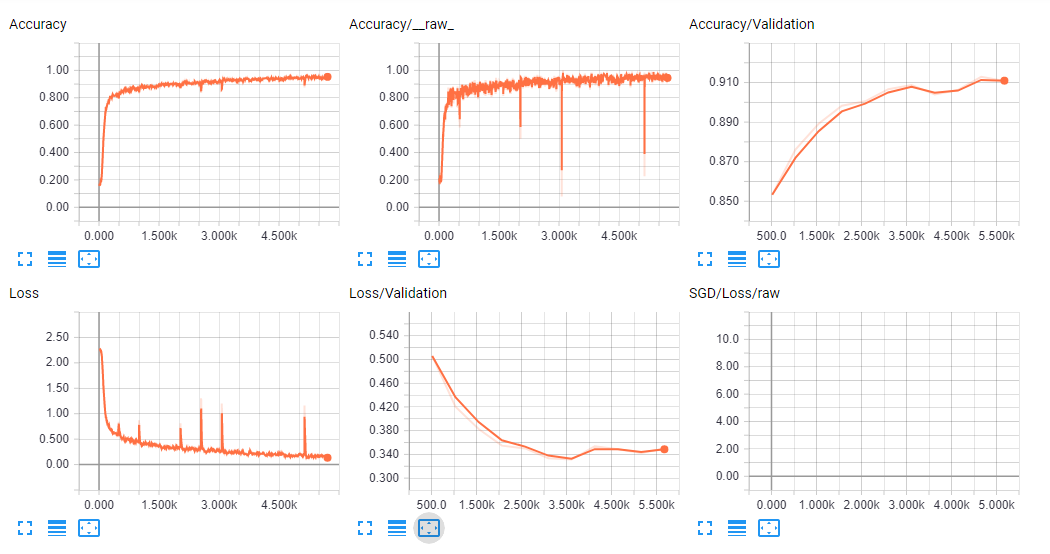 Accuracy
1.00
0.800
0.600
0.400
0.200
0.00
0.000 1.500k 3.000k 4.500k
Accuracy/__raw_
1.00
0.800
0.600
0.400
0.200
0.00
0.000 1.500k 3.000k 4.500k
Accuracy/Validation
0.910
0.890
0.870
0.850
500.0 1.500k 2.500k 3.500k 4.500k 5.500k
Loss
2.50
2.00
1.50
1.00
0.500
0.00
0.000 1.500k 3.000k 4.500k
Loss/Validation
0.540
0.500
0.460
0.420
0.380
0.340
0.300
500.0 1.500k 2.500k 3.500k 4.500k 5.500k
SGD/Loss/raw
10.0
8.00
6.00
4.00
2.00
0.00
0.000 1.000k 2.000k 3.000k 4.000k 5.000k